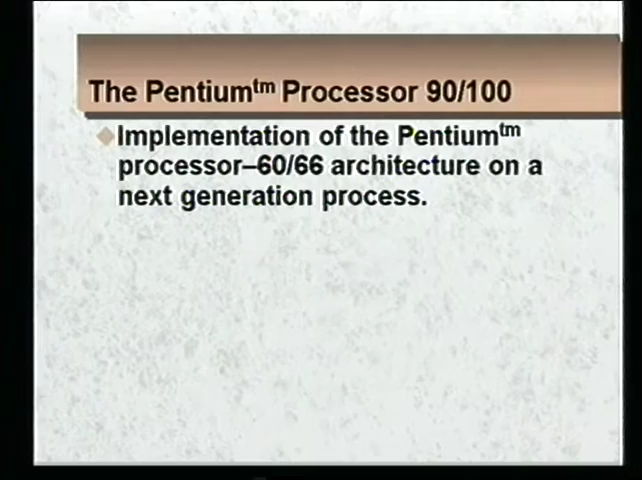 The Pentiumtm Processor 90/100
Implementation of the Pentiumtm
processor–60/66 architecture on a
next generation process.